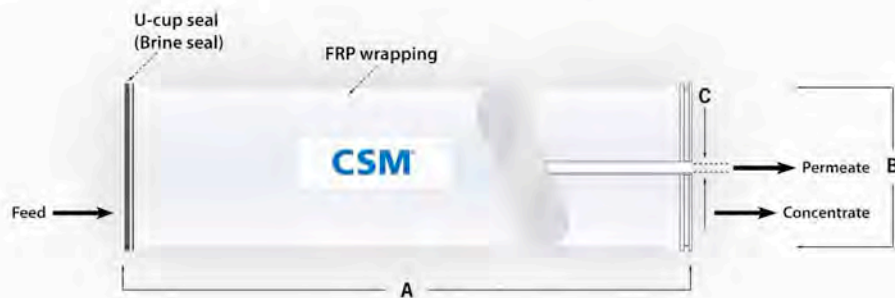 U-cup seal
(Brine seal)
FRP wrapping
C
CSM
Permeate
B
Feed
Concentrate
A